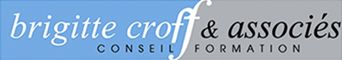 brigitte croff & associés
CONSEIL FORMATION